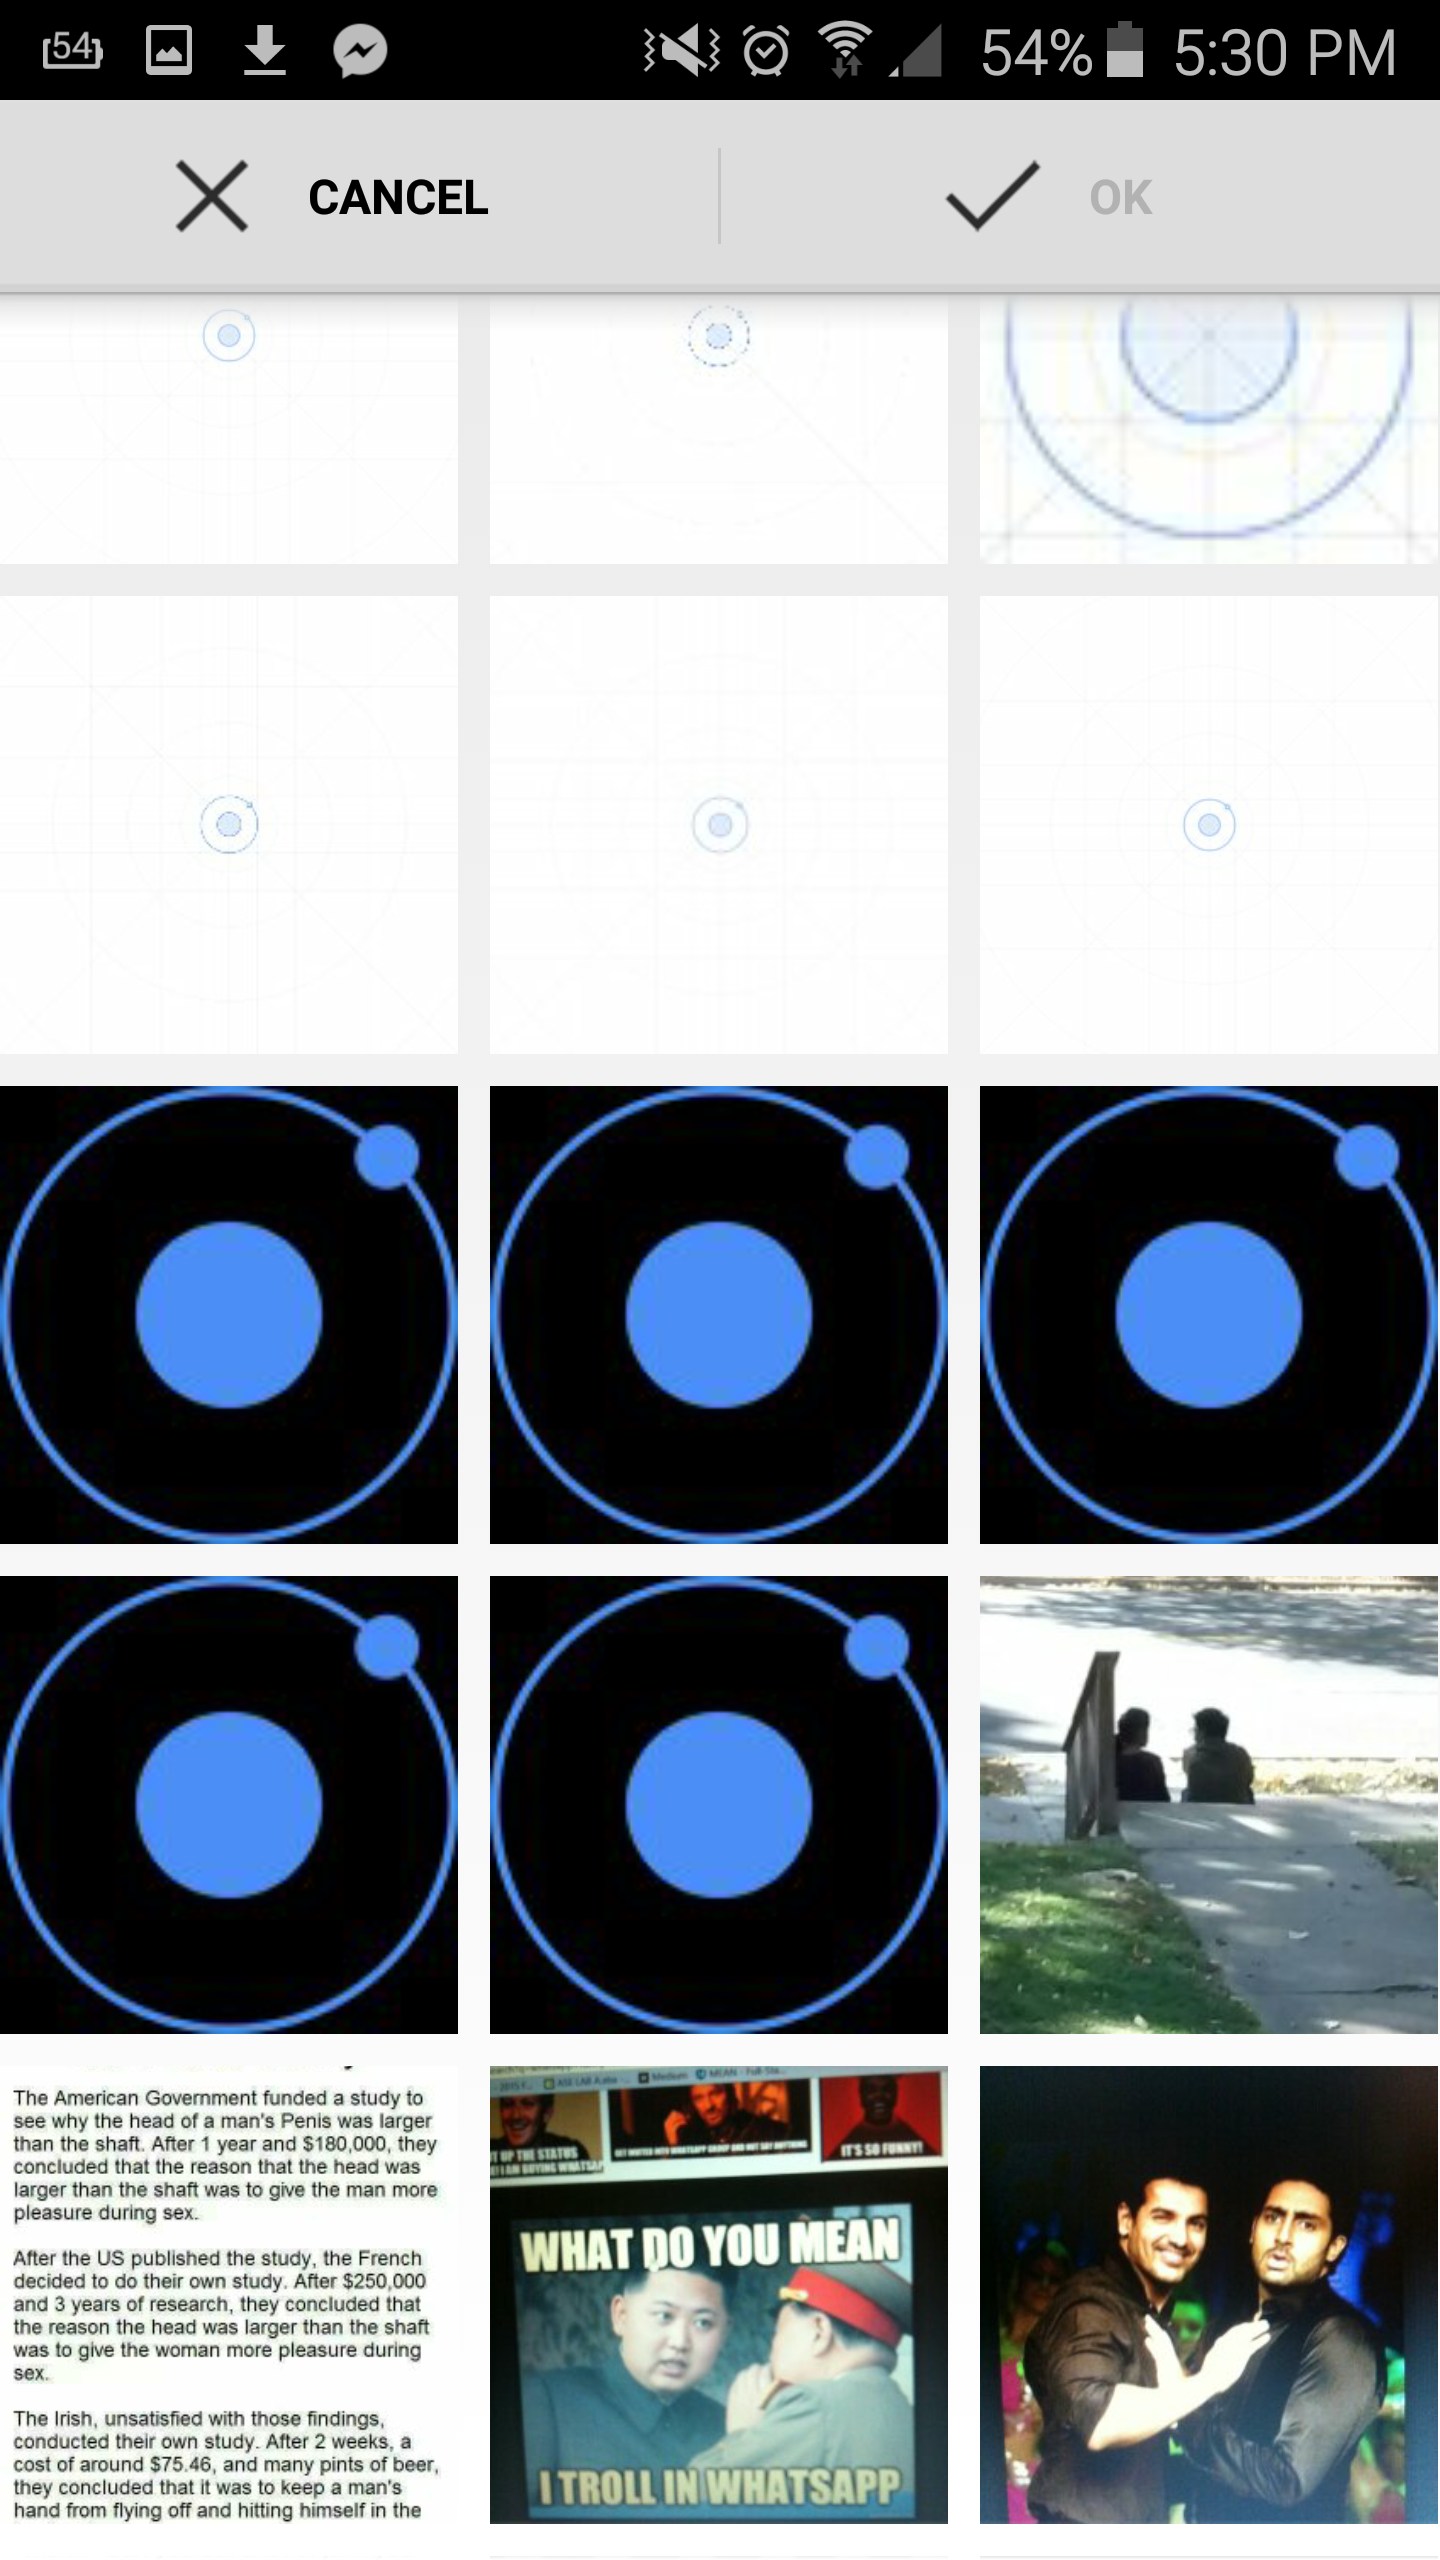 54
54% 5:30 PM
CANCEL
OK
The American Government funded a study to
see why the head of a man's Penis was larger
than the shaft. After 1 year and $180,000, they
concluded that the reason that the head was
larger than the shaft was to give the man more
pleasure during sex.
After the US published the study, the French
decided to do their own study. After $250,000
and 3 years of research, they concluded that
the reason the head was larger than the shaft
was to give the woman more pleasure during
sex.
The Irish, unsatisfied with those findings,
conducted their own study. After 2 weeks, a
cost of around $75.46, and many pints of beer,
they concluded that it was to keep a man's
hand from flying off and hitting himself in the
Medium
MEAN
UP THE STATUS
IT'S SO FUNNY!
WHAT DO YOU MEAN
I TROLL IN WHATSAPP